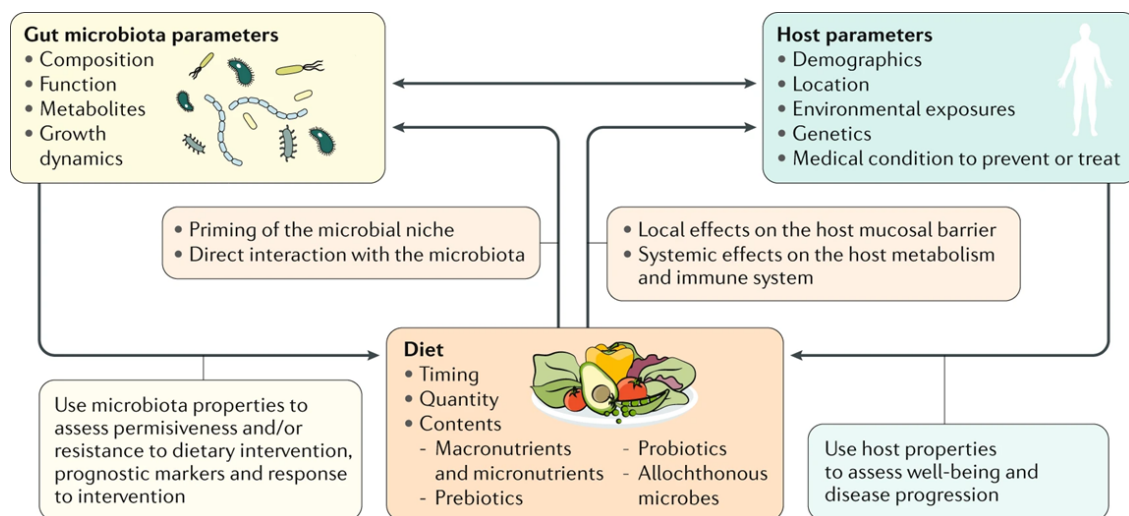 Gut microbiota parameters
• Composition
• Function
• Metabolites
• Growth
dynamics
Host parameters
• Demographics
• Location
• Environmental exposures
• Genetics
• Medical condition to prevent or treat
• Priming of the microbial niche
• Direct interaction with the microbiota
• Local effects on the host mucosal barrier
• Systemic effects on the host metabolism
and immune system
Diet
• Timing
• Quantity
• Contents
- Macronutrients
and micronutrients
- Prebiotics
- Probiotics
- Allochthonous
microbes
Use microbiota properties to
assess permisiveness and/or
resistance to dietary intervention,
prognostic markers and response
to intervention
Use host properties
to assess well-being and
disease progression